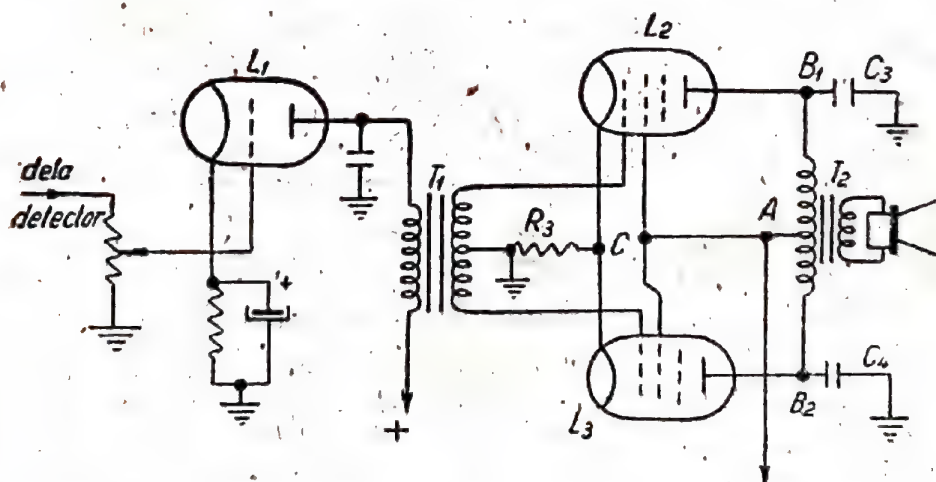 L2
L1
B1
C3
dela
detector
T1
T2
R3
A
C
+
+
C4
B2
L3